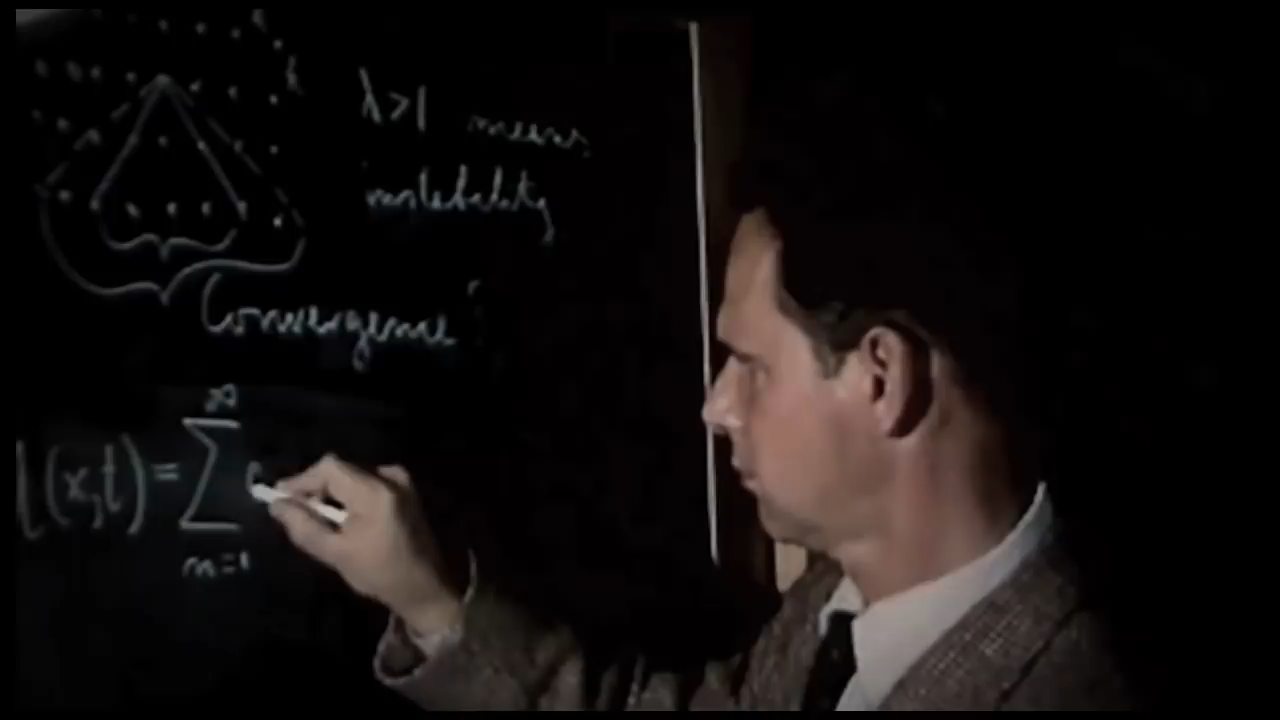 λ>1 means
instability
Convergence?
(x,t) = ∑
∞
n=1